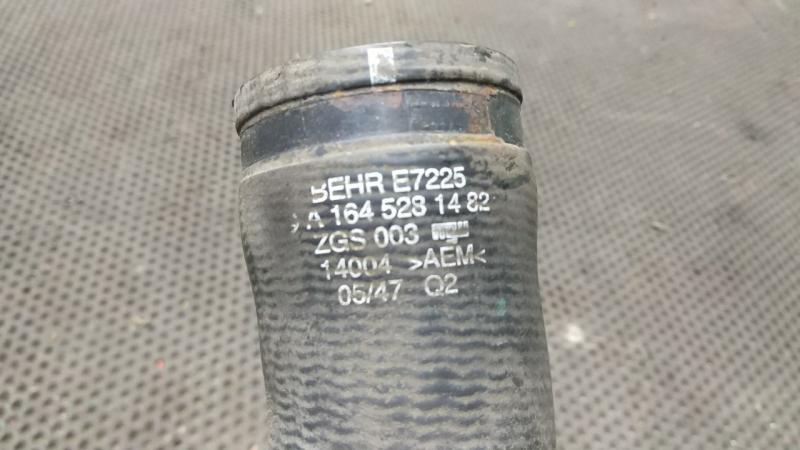 BEHR E7225
A 164 528 14 82
ZGS 003
14004 >AEM<
05/47 Q2